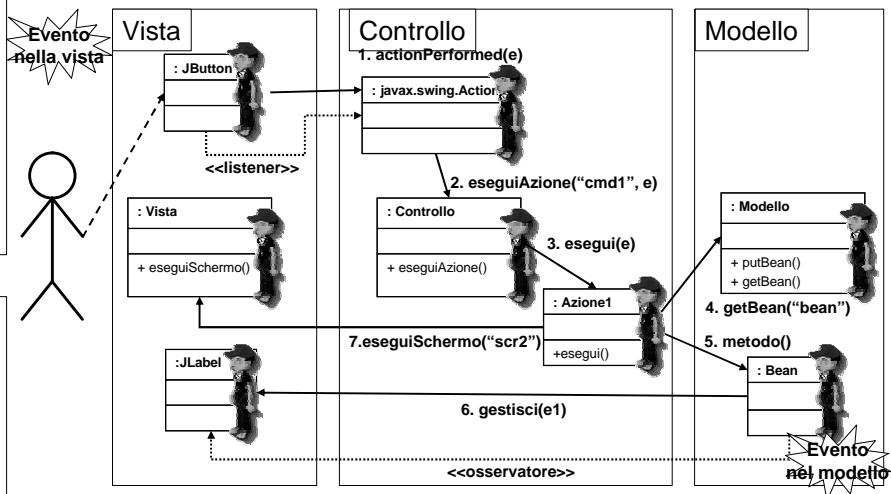 Evento
nella vista
Vista
Controllo
Modello
1. actionPerformed(e)
: JButton
: javax.swing.Action
<<listener>>
2. eseguiAzione(“cmd1”, e)
: Vista
+ eseguiSchermo()
: Controllo
+ eseguiAzione()
3. esegui(e)
: Modello
+ putBean()
+ getBean()
: Azione1
+esegui()
4. getBean(“bean”)
7.eseguiSchermo(“scr2”)
5. metodo()
:JLabel
: Bean
6. gestisci(e1)
<<osservatore>>
Evento
nel modello